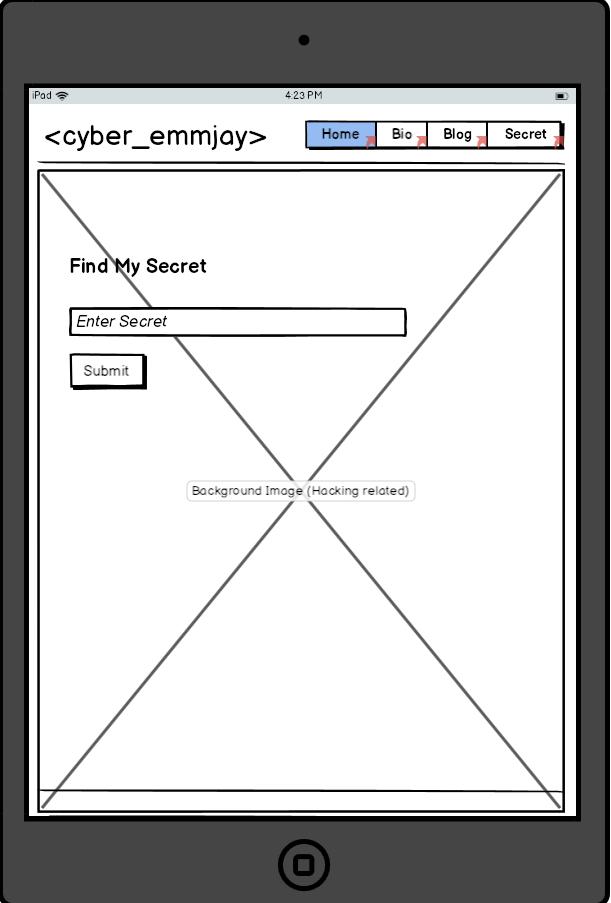 iPad
4:23 PM
<cyber_emmjay>
Home
Bio
Blog
Secret
Find My Secret
Enter Secret
Submit
Background Image (Hacking related)